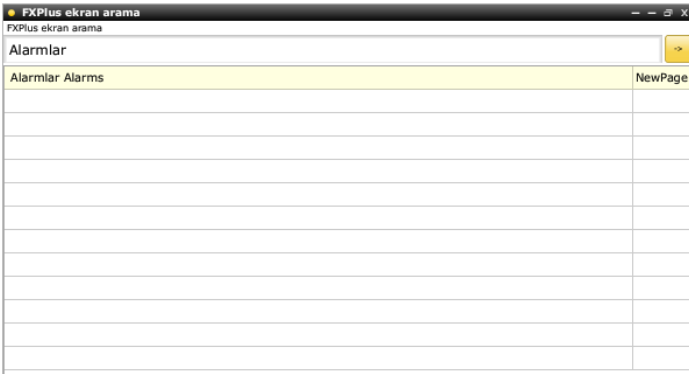 FXPlus ekran arama
FXPlus ekran arama
Alarmlar
->
Alarmlar Alarms NewPage